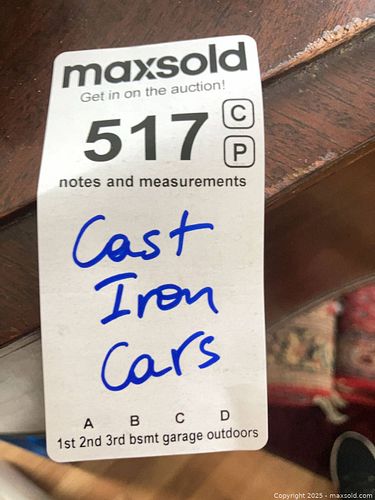 maxsold
Get in on the auction!
517 C
P
notes and measurements
Cast
Iron
Cars
A B C D
1st 2nd 3rd bsmt garage outdoors
Copyright 2025 - maxsold.com